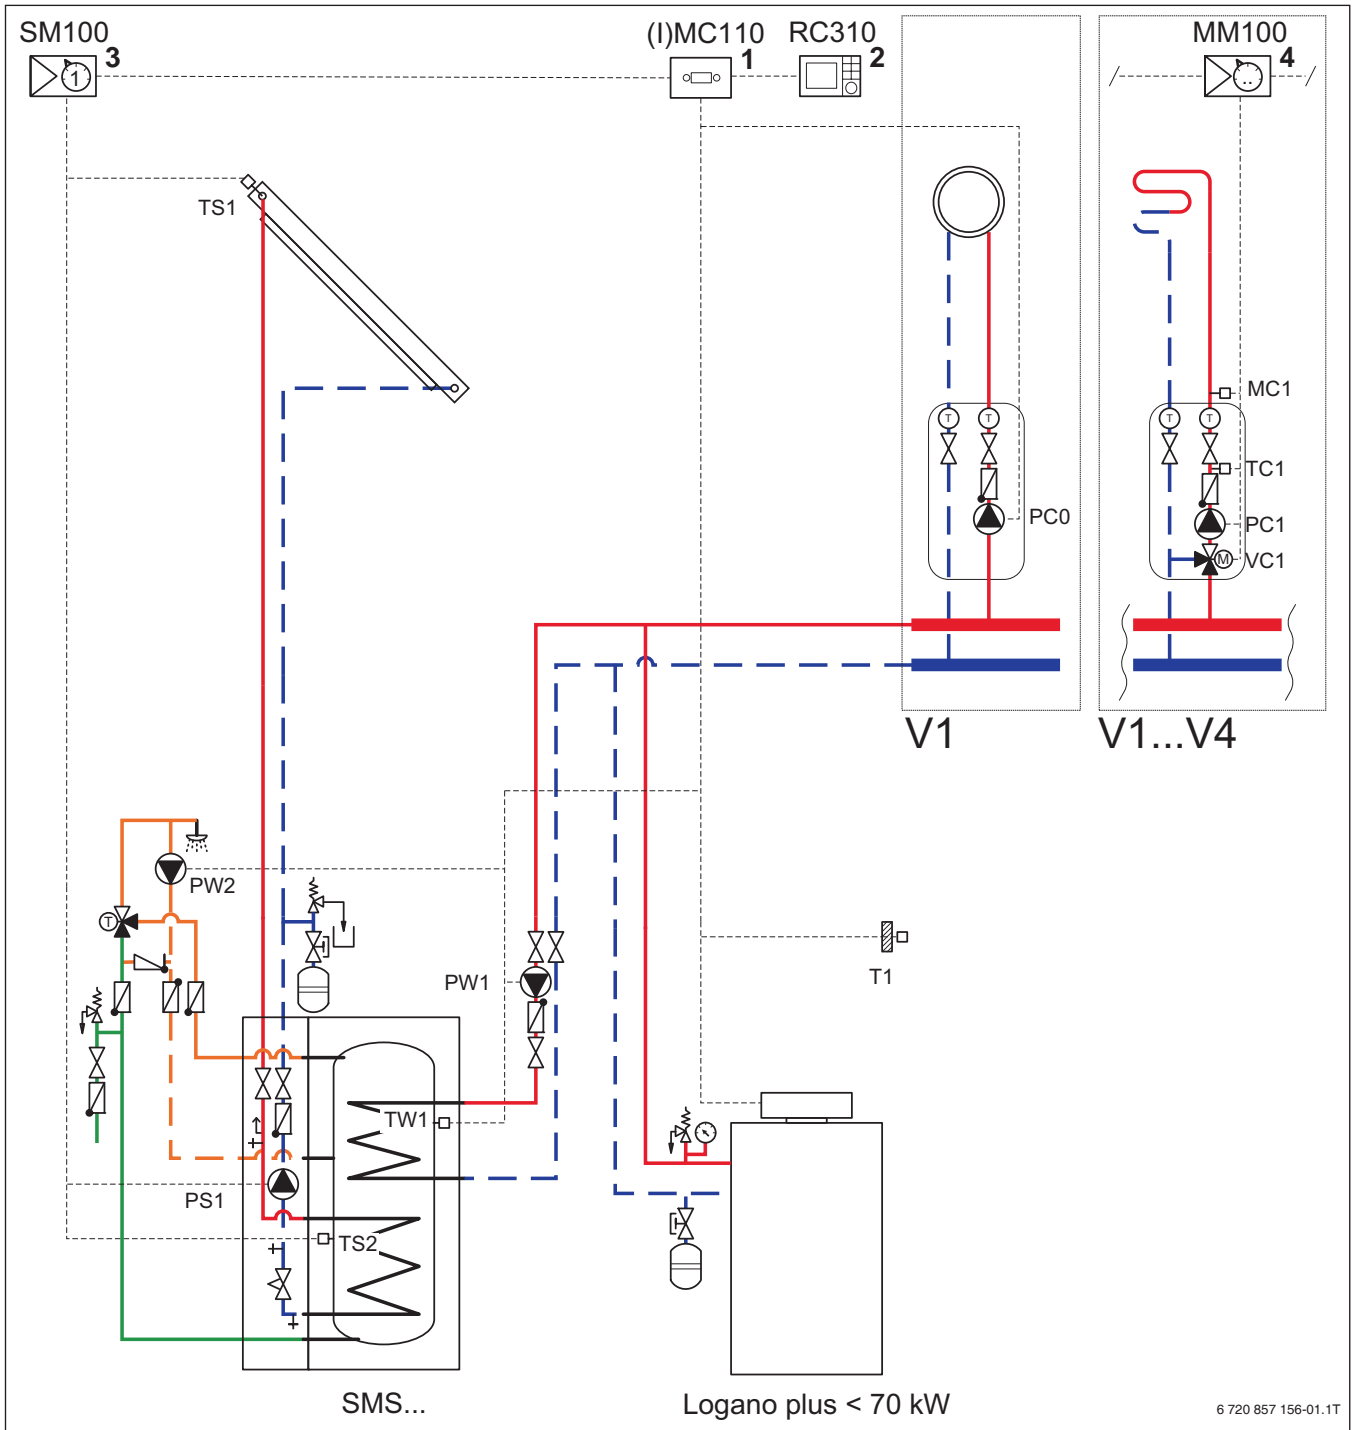 SM100
3
(I)MC110
1
RC310
2
MM100
4
1
..
TS1
MC1
T
T
T
T
TC1
PC0
PC1
M
VC1
V1
V1...V4
PW2
T
PW1
T1
TW1
PS1
TS2
SMS...
Logano plus < 70 kW
6 720 857 156-01.1T